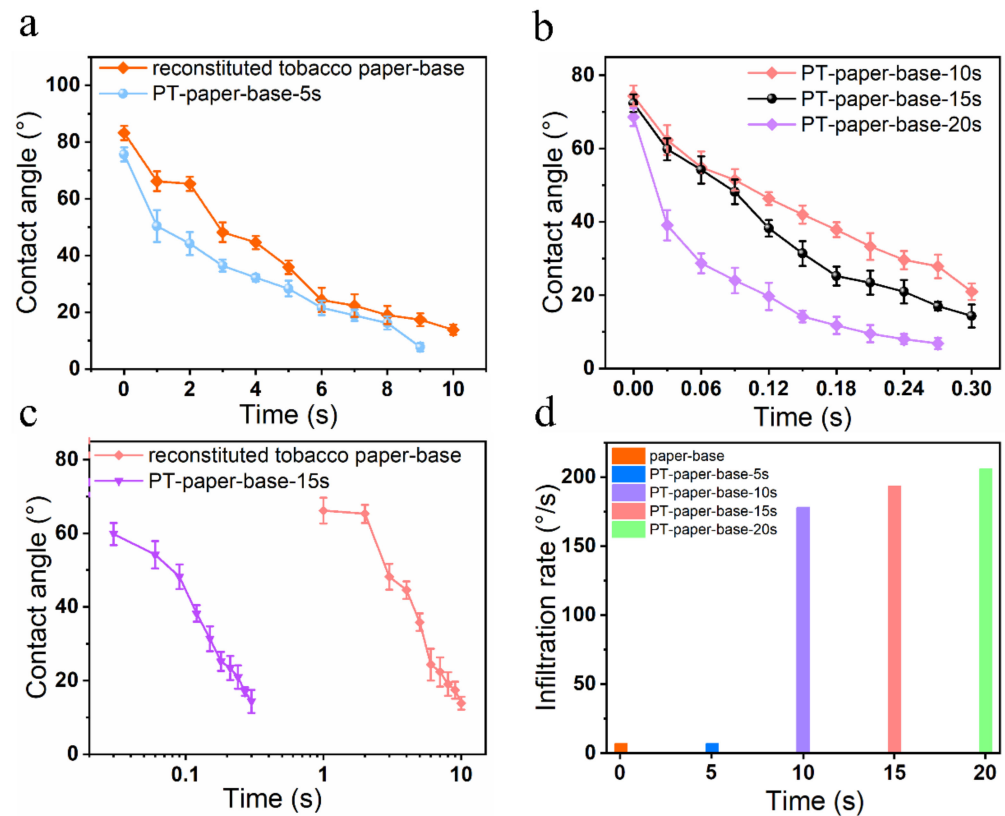 a
reconstituted tobacco paper-base
PT-paper-base-5s
Contact angle (°)
100
80
60
40
20
0
0 2 4 6 8 10
Time (s)
b
PT-paper-base-10s
PT-paper-base-15s
PT-paper-base-20s
Contact angle (°)
80
60
40
20
0
0.00 0.06 0.12 0.18 0.24 0.30
Time (s)
c
reconstituted tobacco paper-base
PT-paper-base-15s
Contact angle (°)
80
60
40
20
0
0.1 1 10
Time (s)
d
paper-base
PT-paper-base-5s
PT-paper-base-10s
PT-paper-base-15s
PT-paper-base-20s
Infiltration rate (°/s)
200
150
100
50
0
0 5 10 15 20
Time (s)